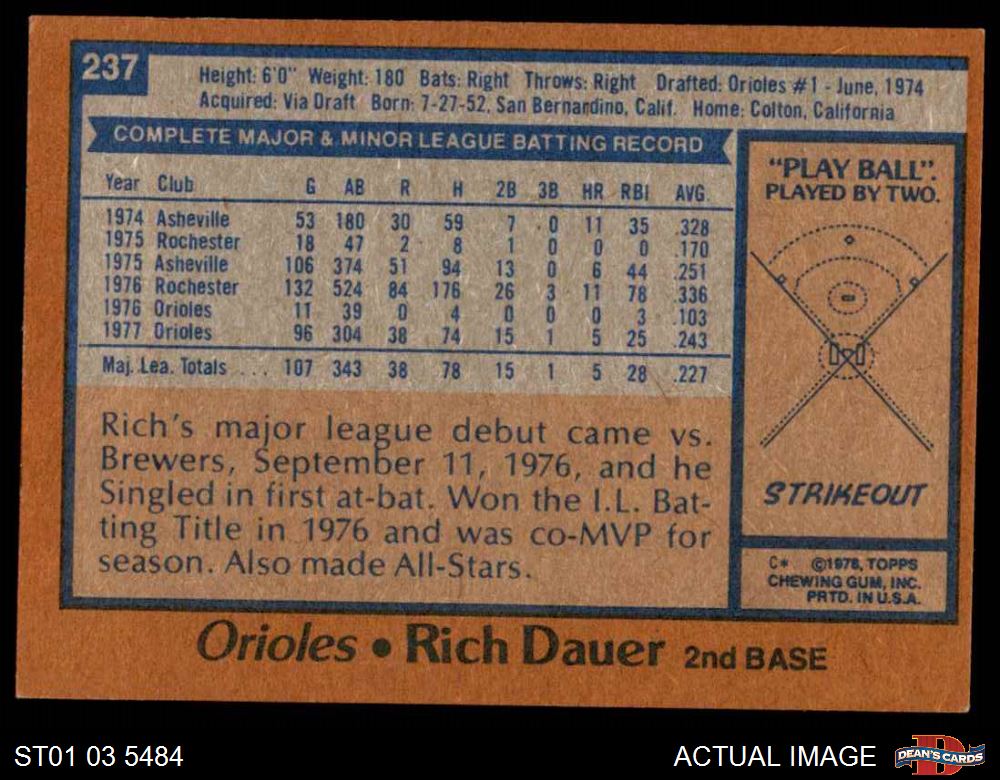 237
Height: 6'0" Weight: 180 Bats: Right Throws: Right Drafted: Orioles #1 - June, 1974
Acquired: Via Draft Born: 7-27-52, San Bernardino, Calif. Home: Colton, California
COMPLETE MAJOR & MINOR LEAGUE BATTING RECORD
Year Club G AB R H 2B 3B HR RBI AVG.
1974 Asheville 53 180 30 59 7 0 11 35 .328
1975 Rochester 18 47 2 8 1 0 0 0 .170
1975 Asheville 106 374 51 94 13 0 6 44 .251
1976 Rochester 132 524 84 176 26 3 11 78 .336
1976 Orioles 11 39 0 4 0 0 0 3 .103
1977 Orioles 96 304 38 74 15 1 5 25 .243
Maj. Lea. Totals ... 107 343 38 78 15 1 5 28 .227
Rich's major league debut came vs.
Brewers, September 11, 1976, and he
Singled in first at-bat. Won the I.L. Bat-
ting Title in 1976 and was co-MVP for
season. Also made All-Stars.
"PLAY BALL".
PLAYED BY TWO.
STRIKEOUT
C* ©1978, TOPPS
CHEWING GUM, INC.
PRTD. IN U.S.A.
Orioles • Rich Dauer 2nd BASE
ST01 03 5484
ACTUAL IMAGE
D
DEAN'S CARDS